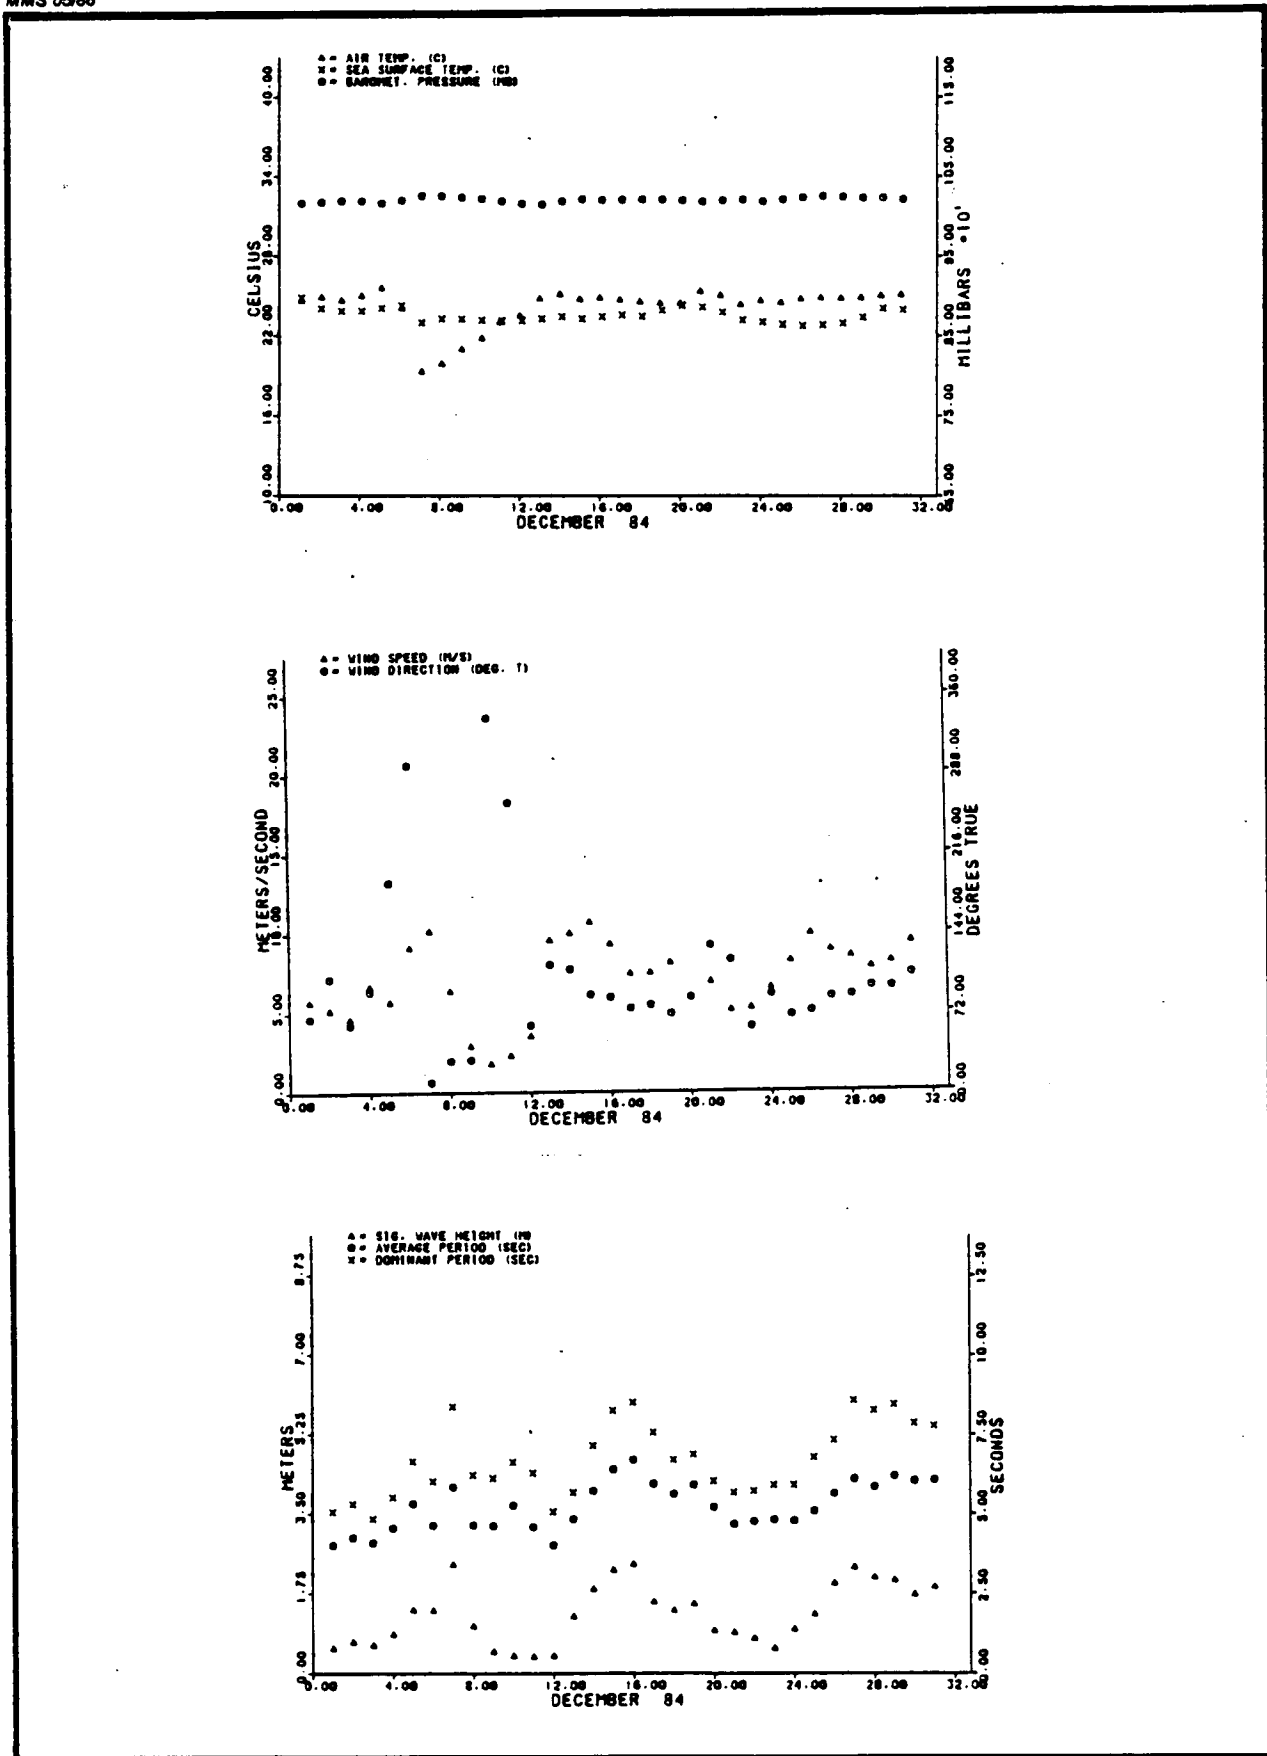 ▲ = AIR TEMP. (C)
x = SEA SURFACE TEMP. (C)
● = BAROMET. PRESSURE (MB)
CELSIUS
10.00 16.00 22.00 28.00 34.00 40.00
MILLIBARS *10¹
65.00 75.00 85.00 95.00 105.00 115.00
0.00 4.00 8.00 12.00 16.00 20.00 24.00 28.00 32.00
DECEMBER 84
▲ = WIND SPEED (M/S)
● = WIND DIRECTION (DEG. T)
METERS/SECOND
0.00 5.00 10.00 15.00 20.00 25.00
DEGREES TRUE
0.00 72.00 144.00 216.00 288.00 360.00
0.00 4.00 8.00 12.00 16.00 20.00 24.00 28.00 32.00
DECEMBER 84
▲ = SIG. WAVE HEIGHT (M)
● = AVERAGE PERIOD (SEC)
x = DOMINANT PERIOD (SEC)
METERS
0.00 1.75 3.50 5.25 7.00 8.75
SECONDS
0.00 2.50 5.00 7.50 10.00 12.50
0.00 4.00 8.00 12.00 16.00 20.00 24.00 28.00 32.00
DECEMBER 84